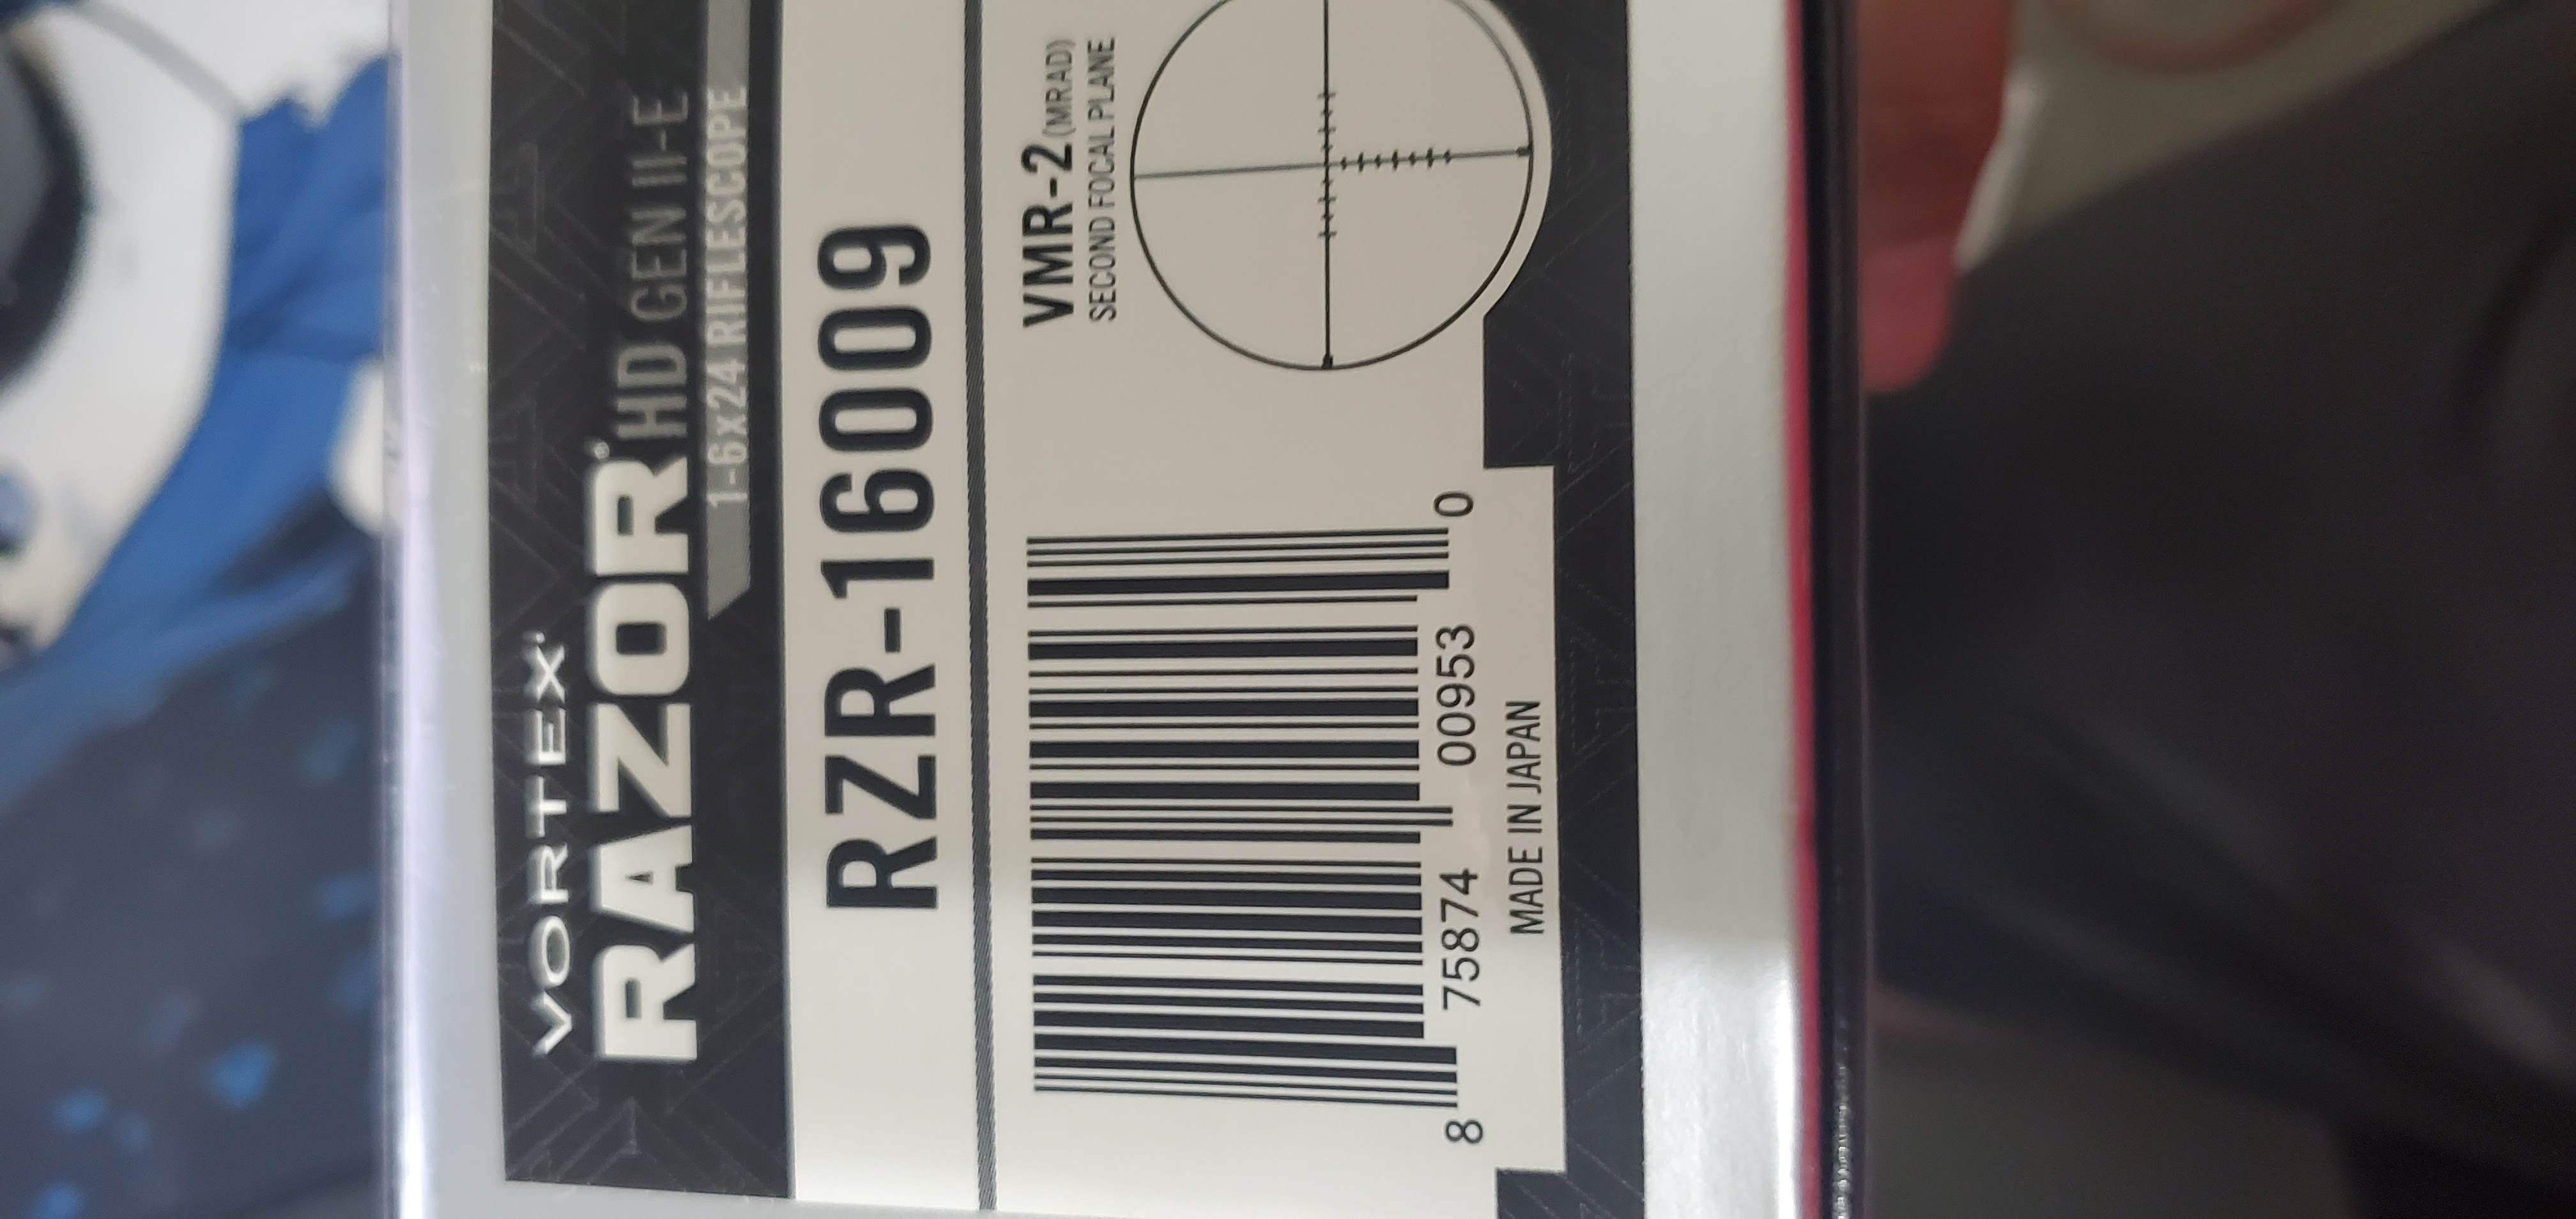 VORTEX
RAZOR® HD GEN II-E
1-6x24 RIFLESCOPE
RZR-16009
VMR-2 (MRAD)
SECOND FOCAL PLANE
8 75874 00953 0
MADE IN JAPAN